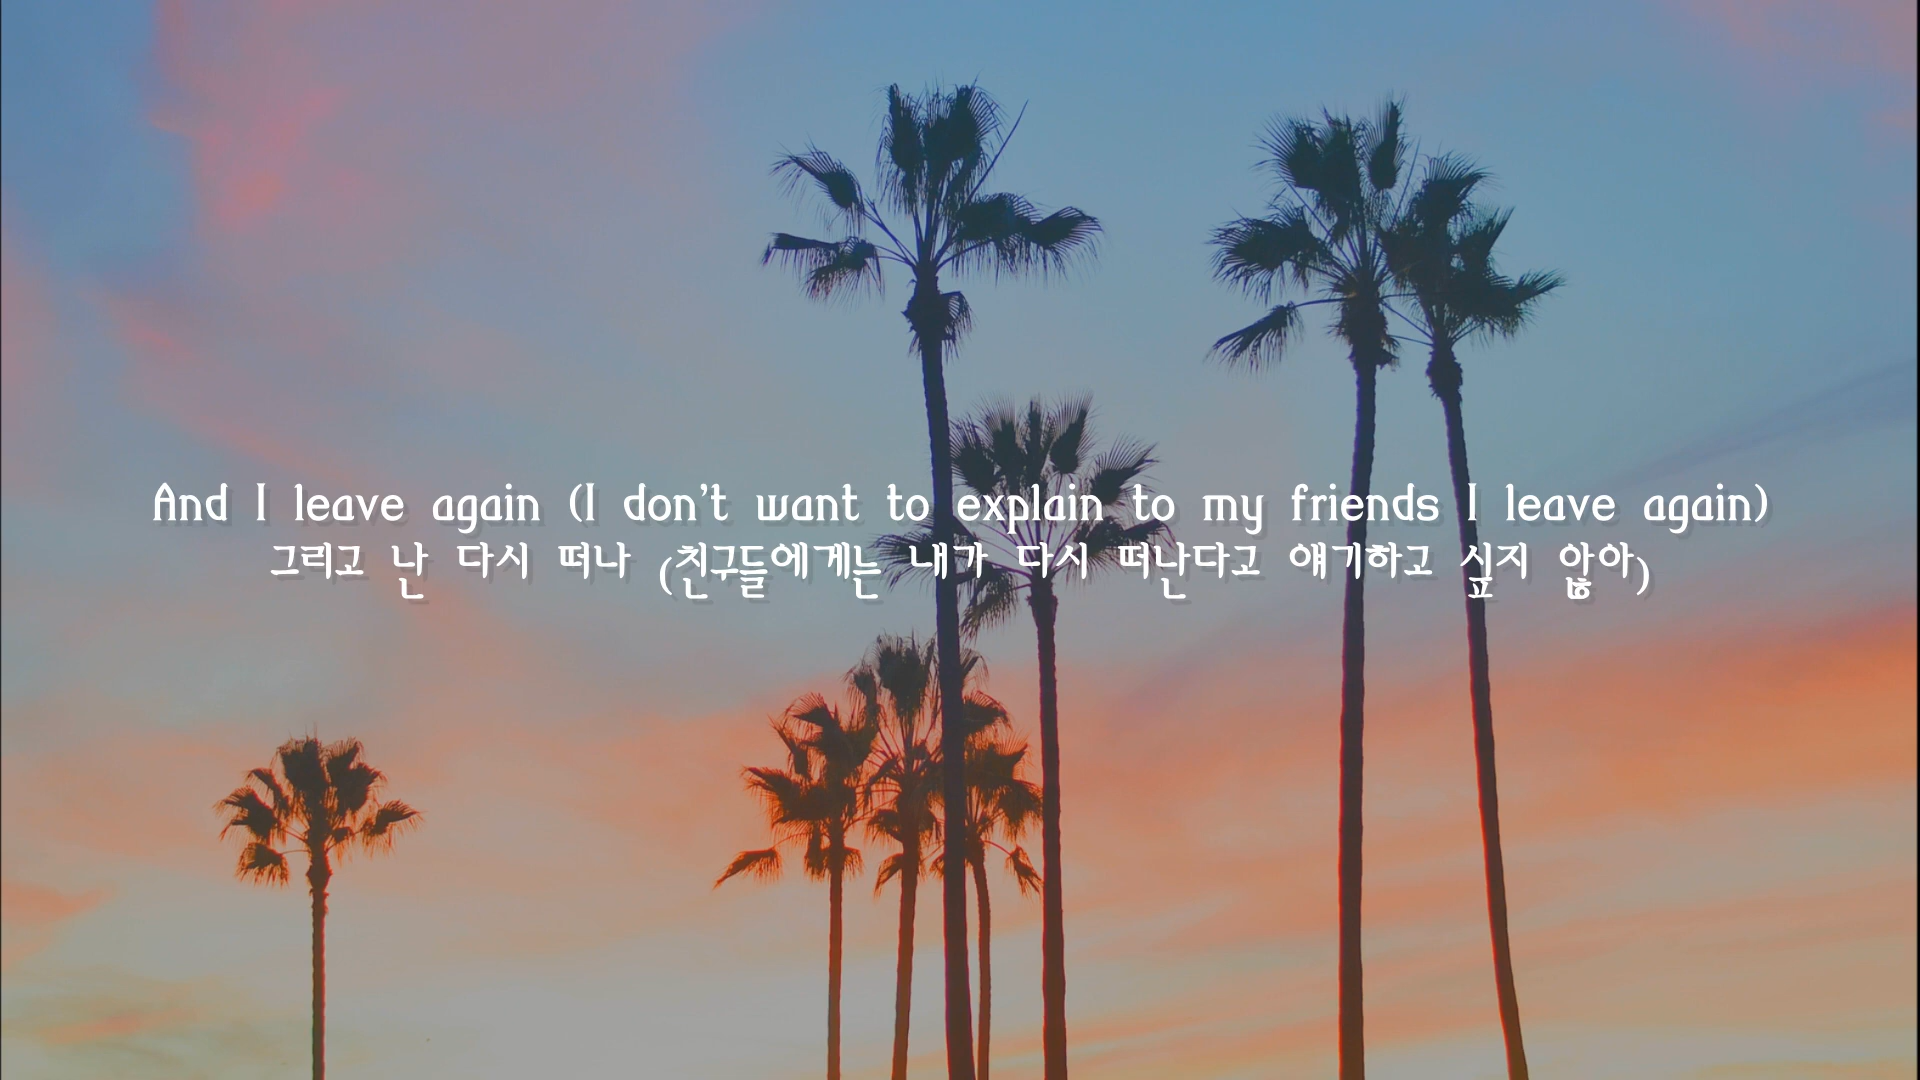 And I leave again (I don't want to explain to my friends I leave again)
그리고 난 다시 떠나 (친구들에게는 내가 다시 떠난다고 얘기하고 싶지 않아)